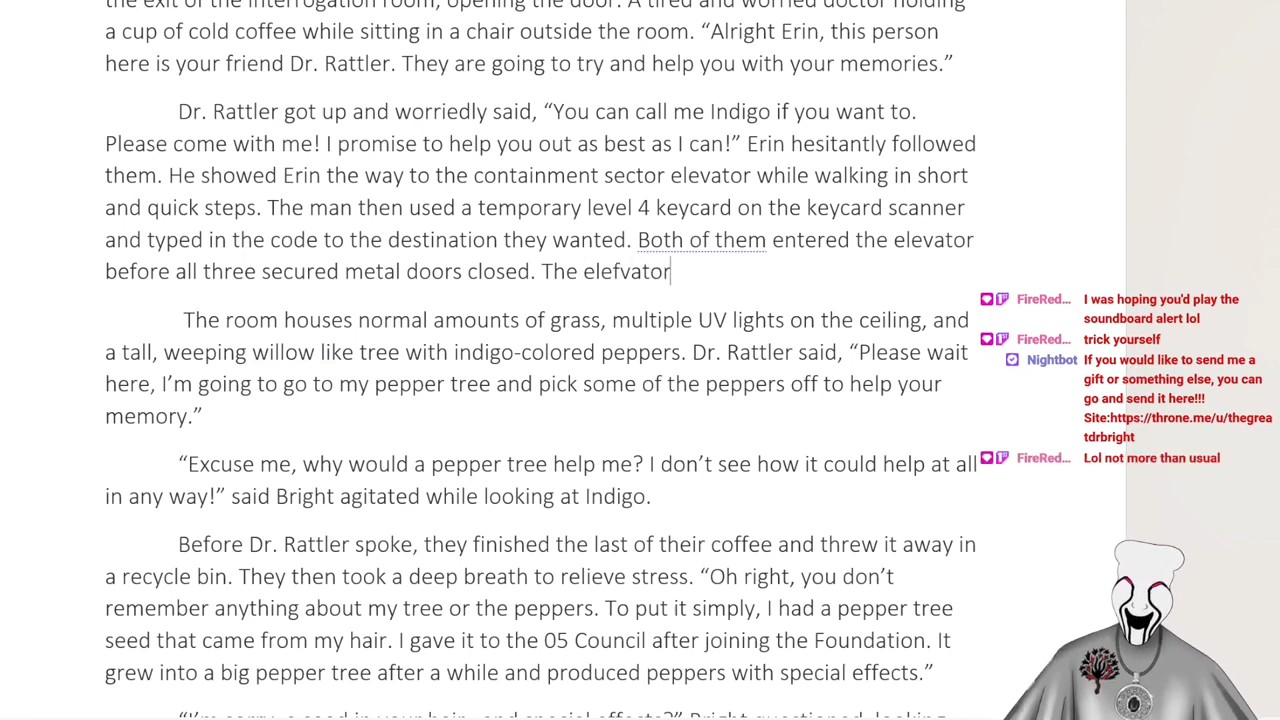 the exit of the interrogation room, opening the door. A tired and worried doctor holding
a cup of cold coffee while sitting in a chair outside the room. “Alright Erin, this person
here is your friend Dr. Rattler. They are going to try and help you with your memories.”
Dr. Rattler got up and worriedly said, “You can call me Indigo if you want to.
Please come with me! I promise to help you out as best as I can!” Erin hesitantly followed
them. He showed Erin the way to the containment sector elevator while walking in short
and quick steps. The man then used a temporary level 4 keycard on the keycard scanner
and typed in the code to the destination they wanted. Both of them entered the elevator
before all three secured metal doors closed. The elefvator
The room houses normal amounts of grass, multiple UV lights on the ceiling, and
a tall, weeping willow like tree with indigo-colored peppers. Dr. Rattler said, “Please wait
here, I’m going to go to my pepper tree and pick some of the peppers off to help your
memory.”
“Excuse me, why would a pepper tree help me? I don’t see how it could help at all
in any way!” said Bright agitated while looking at Indigo.
Before Dr. Rattler spoke, they finished the last of their coffee and threw it away in
a recycle bin. They then took a deep breath to relieve stress. “Oh right, you don’t
remember anything about my tree or the peppers. To put it simply, I had a pepper tree
seed that came from my hair. I gave it to the 05 Council after joining the Foundation. It
grew into a big pepper tree after a while and produced peppers with special effects.”
“I’m sorry, a seed in your hair, and special effects?” Bright questioned, looking
FireRed... I was hoping you'd play the
soundboard alert lol
FireRed... trick yourself
Nightbot If you would like to send me a
gift or something else, you can
go and send it here!!!
Site:https://throne.me/u/thegrea
tdrbright
FireRed... Lol not more than usual